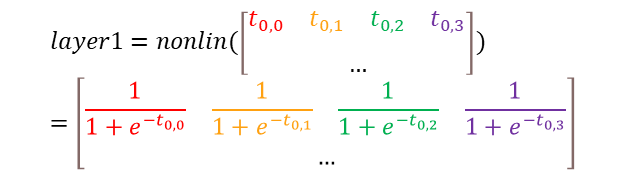 layer1 = nonlin([t0,0 t0,1 t0,2 t0,3])
...
= [1/(1 + e^−t0,0) 1/(1 + e^−t0,1) 1/(1 + e^−t0,2) 1/(1 + e^−t0,3)]
...